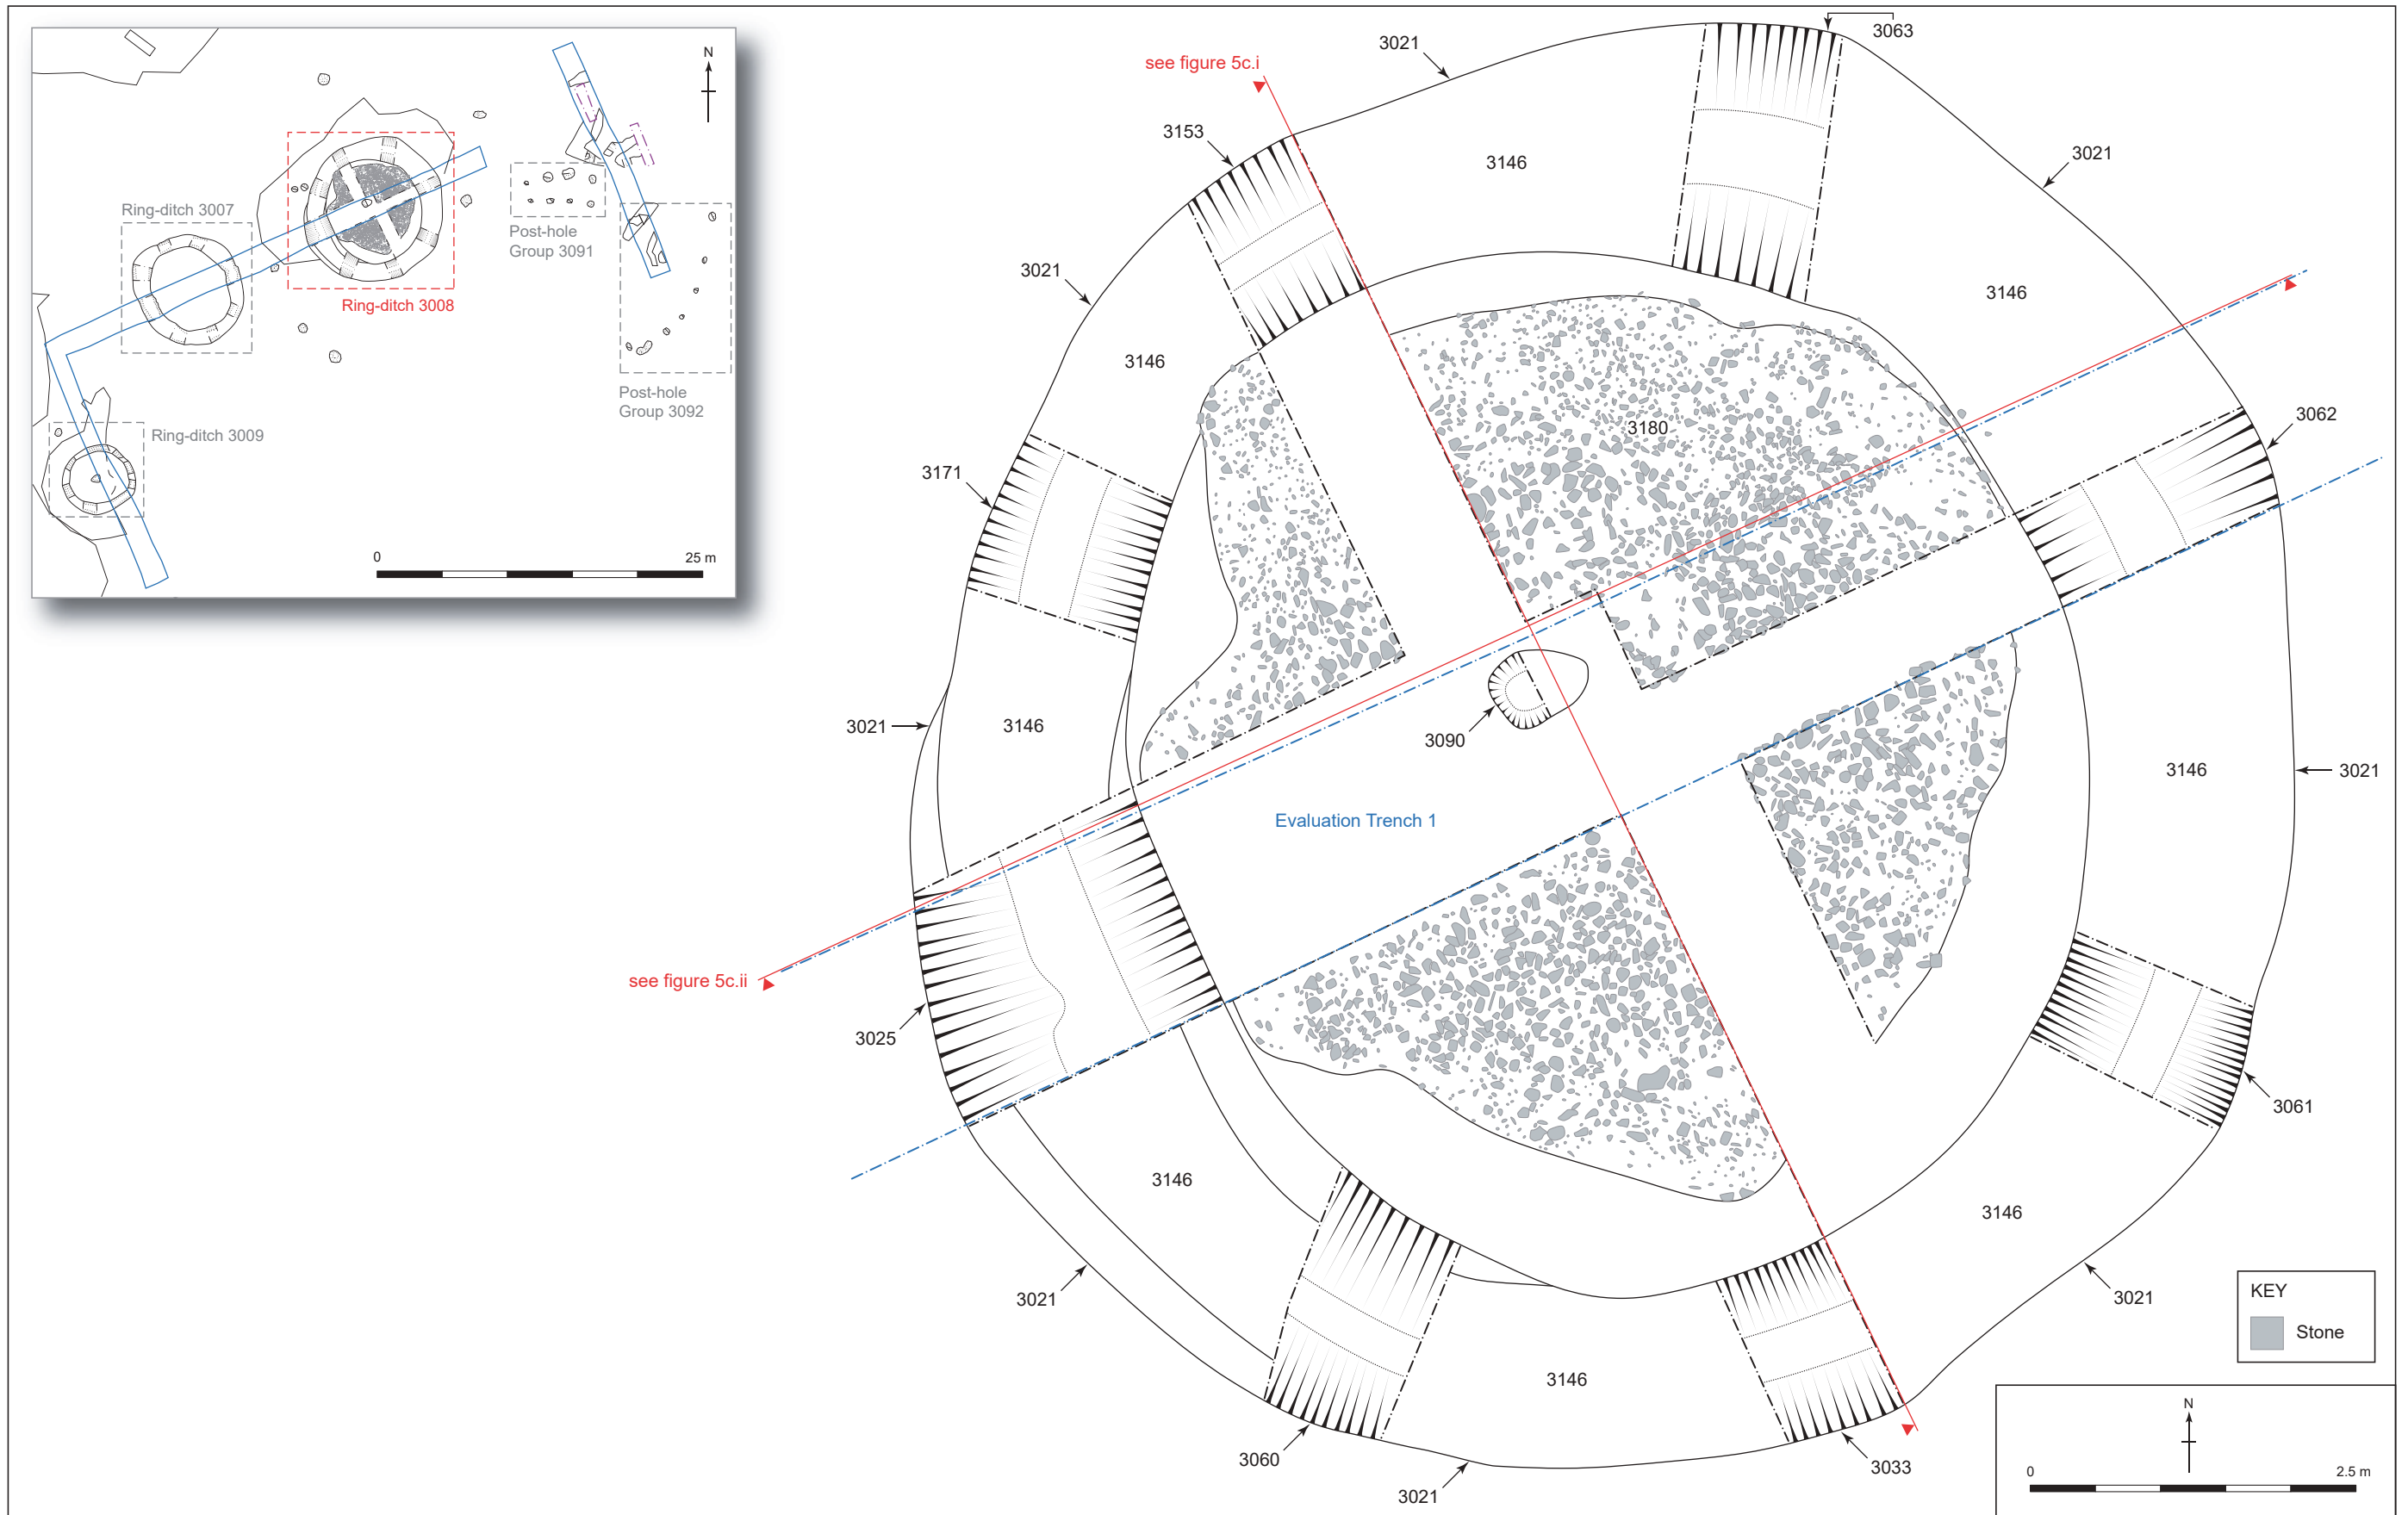 N
Ring-ditch 3007
Ring-ditch 3008
Post-hole
Group 3091
Post-hole
Group 3092
Ring-ditch 3009
0
25 m
see figure 5c.i
3021
3063
3153
3146
3021
3021
3146
3146
3180
3062
3171
3021
3146
3090
3146
3021
Evaluation Trench 1
see figure 5c.ii
3025
3061
3146
3146
3021
3021
3146
3060
3021
3033
KEY
Stone
N
0
2.5 m